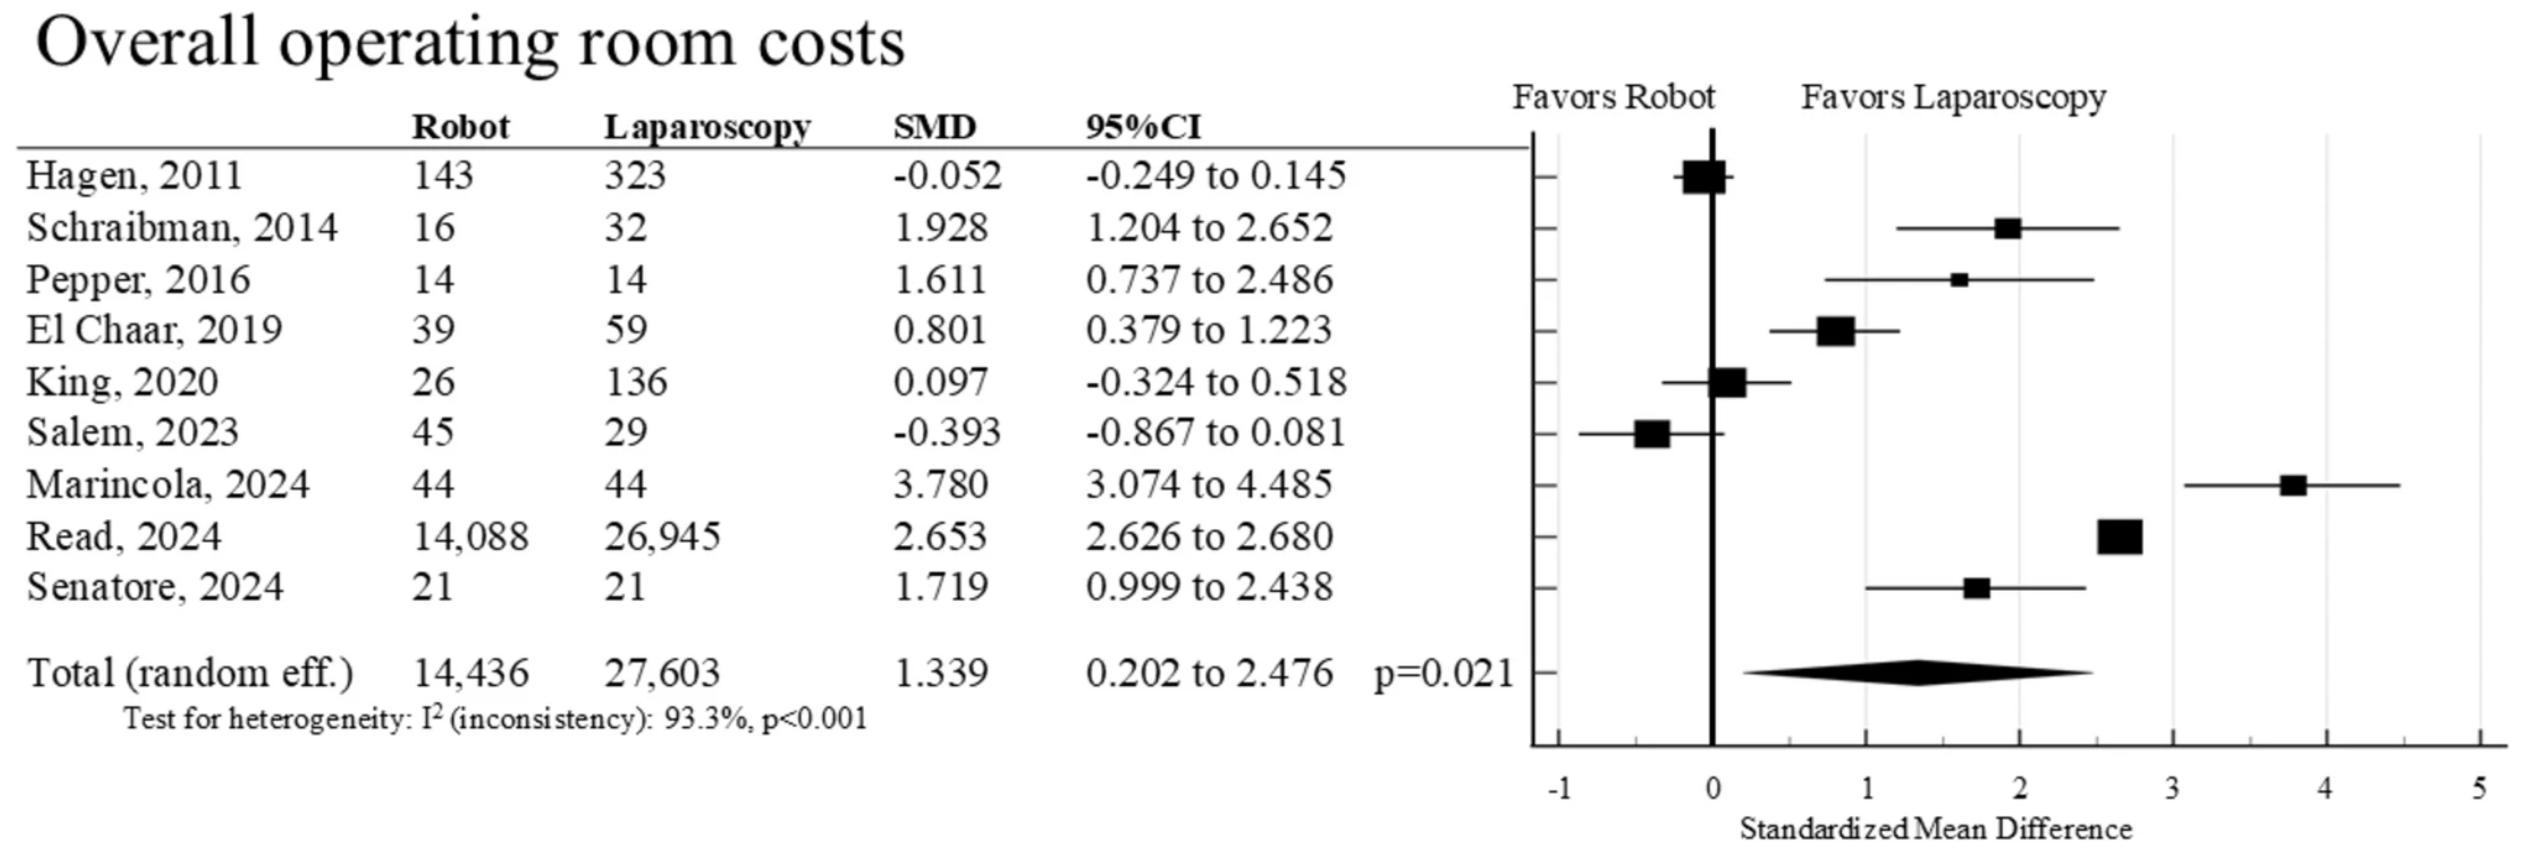 Overall operating room costs
Favors Robot Favors Laparoscopy
Robot Laparoscopy SMD 95%CI
Hagen, 2011 143 323 -0.052 -0.249 to 0.145
Schraibman, 2014 16 32 1.928 1.204 to 2.652
Pepper, 2016 14 14 1.611 0.737 to 2.486
El Chaar, 2019 39 59 0.801 0.379 to 1.223
King, 2020 26 136 0.097 -0.324 to 0.518
Salem, 2023 45 29 -0.393 -0.867 to 0.081
Marincola, 2024 44 44 3.780 3.074 to 4.485
Read, 2024 14,088 26,945 2.653 2.626 to 2.680
Senatore, 2024 21 21 1.719 0.999 to 2.438
Total (random eff.) 14,436 27,603 1.339 0.202 to 2.476 p=0.021
Test for heterogeneity: I² (inconsistency): 93.3%, p<0.001
-1 0 1 2 3 4 5
Standardized Mean Difference